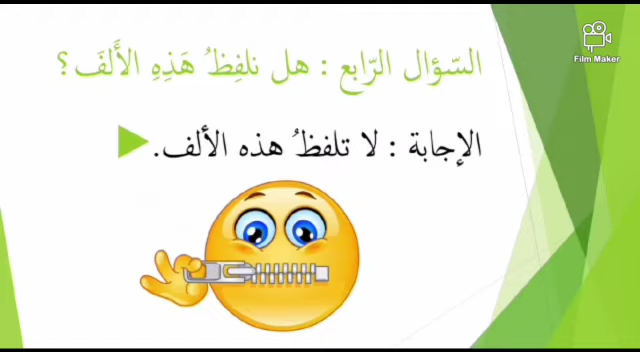 السّؤال الرّابع : هل نلفِظُ هَذِهِ الأَلَفَ ؟
الإجابة : لا تلفظُ هذه الألف.
Film Maker